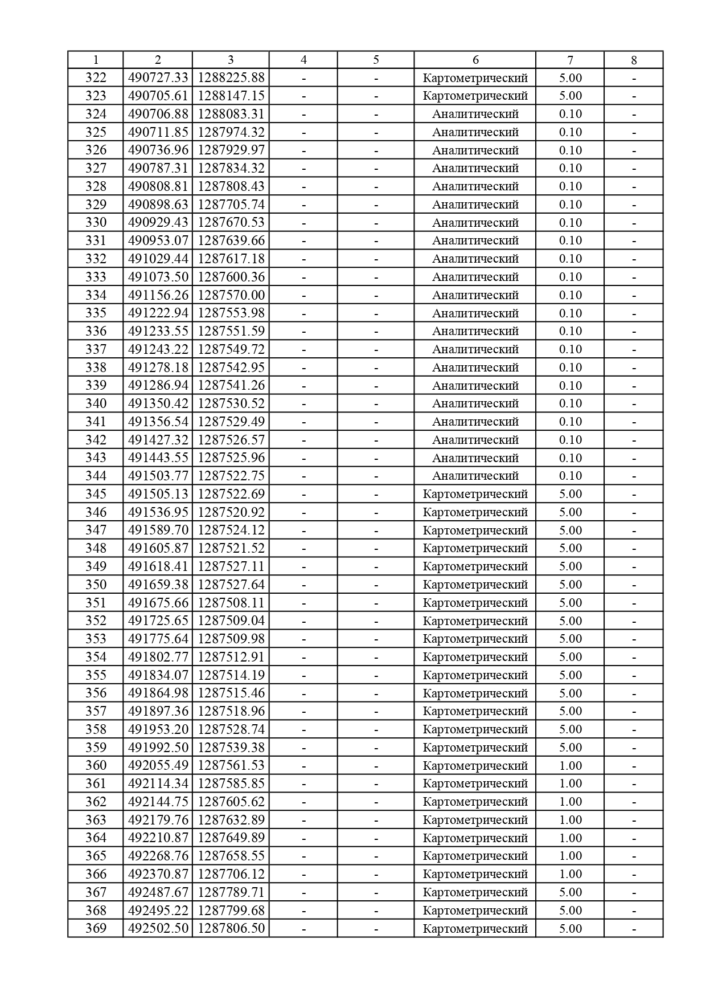 1 2 3 4 5 6 7 8
322 490727.33 1288225.88 - - Картометрический 5.00 -
323 490705.61 1288147.15 - - Картометрический 5.00 -
324 490706.88 1288083.31 - - Аналитический 0.10 -
325 490711.85 1287974.32 - - Аналитический 0.10 -
326 490736.96 1287929.97 - - Аналитический 0.10 -
327 490787.31 1287834.32 - - Аналитический 0.10 -
328 490808.81 1287808.43 - - Аналитический 0.10 -
329 490898.63 1287705.74 - - Аналитический 0.10 -
330 490929.43 1287670.53 - - Аналитический 0.10 -
331 490953.07 1287639.66 - - Аналитический 0.10 -
332 491029.44 1287617.18 - - Аналитический 0.10 -
333 491073.50 1287600.36 - - Аналитический 0.10 -
334 491156.26 1287570.00 - - Аналитический 0.10 -
335 491222.94 1287553.98 - - Аналитический 0.10 -
336 491233.55 1287551.59 - - Аналитический 0.10 -
337 491243.22 1287549.72 - - Аналитический 0.10 -
338 491278.18 1287542.95 - - Аналитический 0.10 -
339 491286.94 1287541.26 - - Аналитический 0.10 -
340 491350.42 1287530.52 - - Аналитический 0.10 -
341 491356.54 1287529.49 - - Аналитический 0.10 -
342 491427.32 1287526.57 - - Аналитический 0.10 -
343 491443.55 1287525.96 - - Аналитический 0.10 -
344 491503.77 1287522.75 - - Аналитический 0.10 -
345 491505.13 1287522.69 - - Картометрический 5.00 -
346 491536.95 1287520.92 - - Картометрический 5.00 -
347 491589.70 1287524.12 - - Картометрический 5.00 -
348 491605.87 1287521.52 - - Картометрический 5.00 -
349 491618.41 1287527.11 - - Картометрический 5.00 -
350 491659.38 1287527.64 - - Картометрический 5.00 -
351 491675.66 1287508.11 - - Картометрический 5.00 -
352 491725.65 1287509.04 - - Картометрический 5.00 -
353 491775.64 1287509.98 - - Картометрический 5.00 -
354 491802.77 1287512.91 - - Картометрический 5.00 -
355 491834.07 1287514.19 - - Картометрический 5.00 -
356 491864.98 1287515.46 - - Картометрический 5.00 -
357 491897.36 1287518.96 - - Картометрический 5.00 -
358 491953.20 1287528.74 - - Картометрический 5.00 -
359 491992.50 1287539.38 - - Картометрический 5.00 -
360 492055.49 1287561.53 - - Картометрический 1.00 -
361 492114.34 1287585.85 - - Картометрический 1.00 -
362 492144.75 1287605.62 - - Картометрический 1.00 -
363 492179.76 1287632.89 - - Картометрический 1.00 -
364 492210.87 1287649.89 - - Картометрический 1.00 -
365 492268.76 1287658.55 - - Картометрический 1.00 -
366 492370.87 1287706.12 - - Картометрический 1.00 -
367 492487.67 1287789.71 - - Картометрический 5.00 -
368 492495.22 1287799.68 - - Картометрический 5.00 -
369 492502.50 1287806.50 - - Картометрический 5.00 -